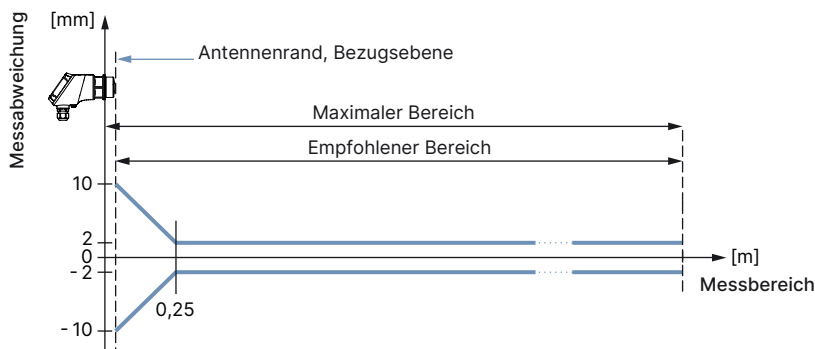 Messabweichung
[mm]
Antennenrand, Bezugsebene
Maximaler Bereich
Empfohlener Bereich
10
2
0
- 2
[m]
Messbereich
0,25
- 10